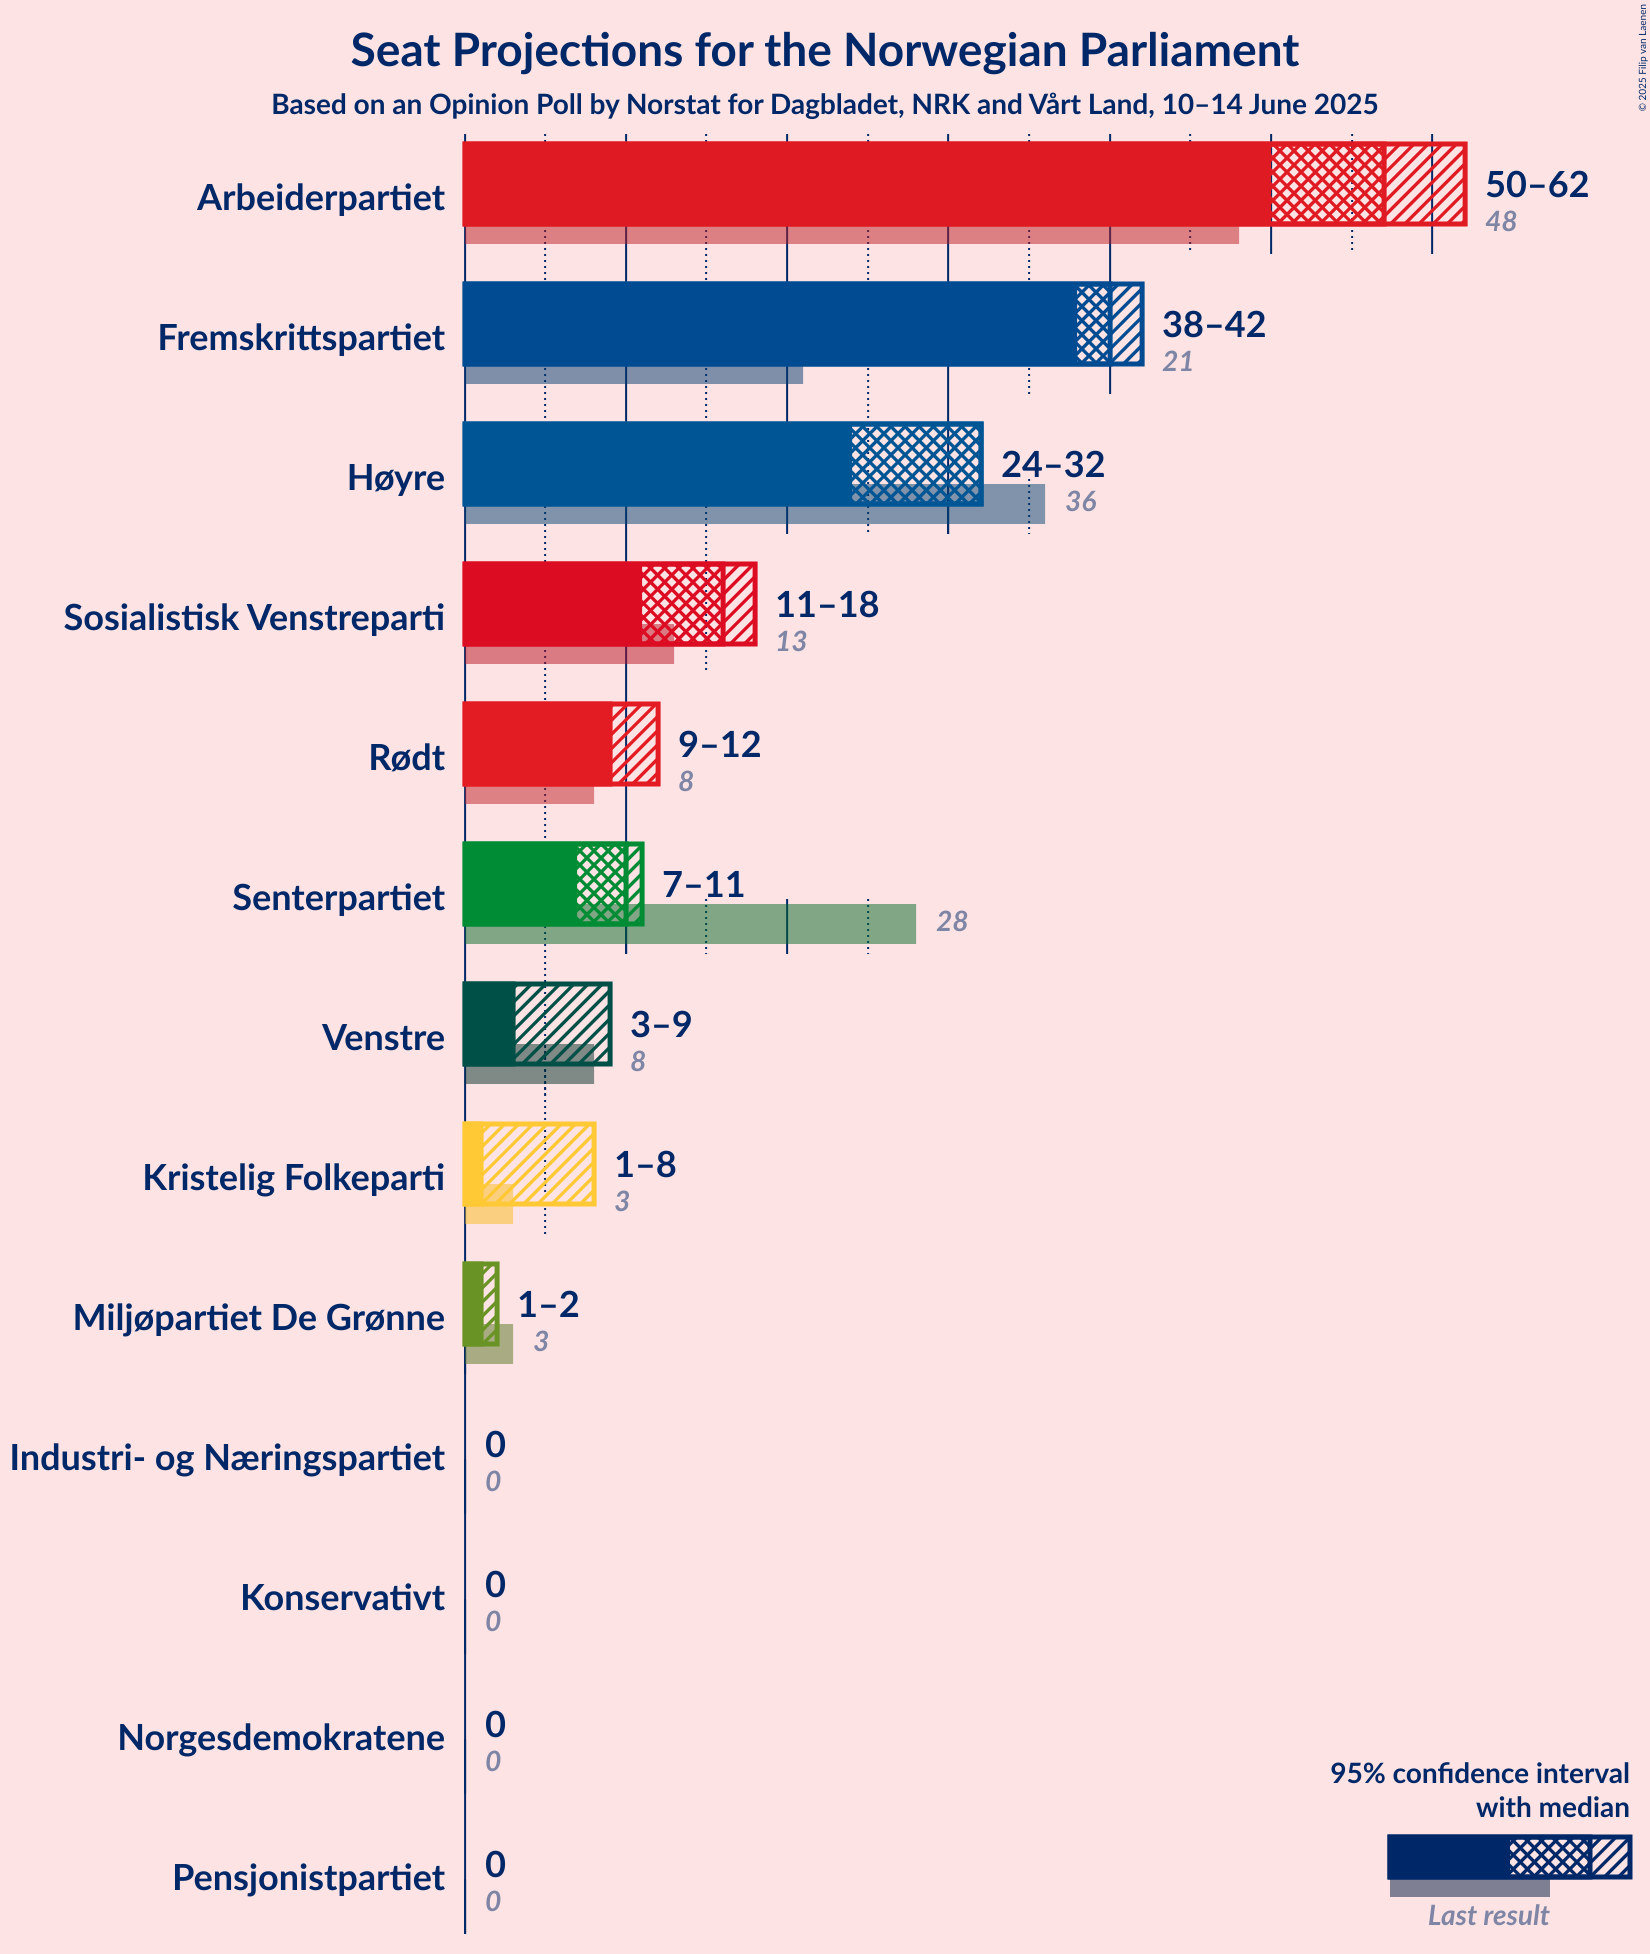 Seat Projections for the Norwegian Parliament
Based on an Opinion Poll by Norstat for Dagbladet, NRK and Vårt Land, 10–14 June 2025
© 2025 Filip van Laenen
Arbeiderpartiet
50–62
48
Fremskrittspartiet
38–42
21
Høyre
24–32
36
Sosialistisk Venstreparti
11–18
13
Rødt
9–12
8
Senterpartiet
7–11
28
Venstre
3–9
8
Kristelig Folkeparti
1–8
3
Miljøpartiet De Grønne
1–2
3
Industri- og Næringspartiet
0
0
Konservativt
0
0
Norgesdemokratene
0
0
Pensjonistpartiet
0
0
95% confidence interval
with median
Last result